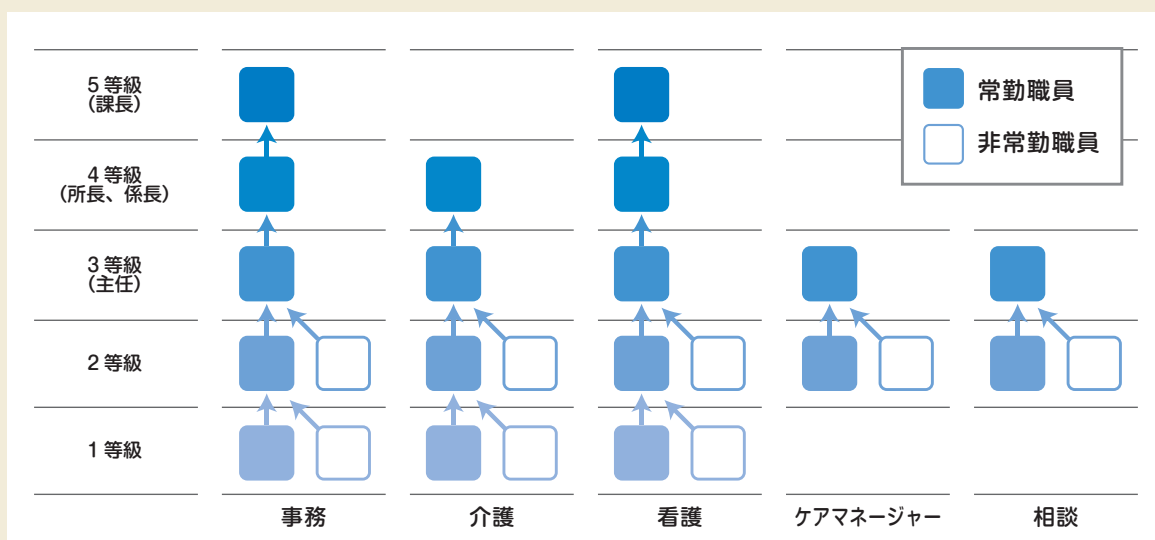 5 等級
(課長)
4 等級
(所長、係長)
3 等級
(主任)
2 等級
1 等級
常勤職員
非常勤職員
事務
介護
看護
ケアマネージャー
相談